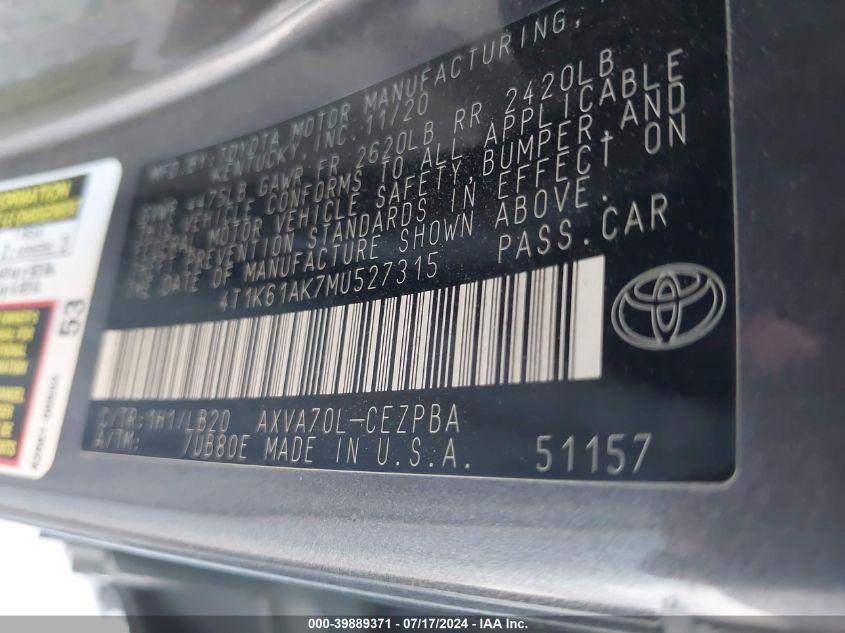 MFD. BY: TOYOTA MOTOR MANUFACTURING,
KENTUCKY, INC. 11/20
GVWR 4475LB GAWR FR 2620LB RR 2420LB
THIS VEHICLE CONFORMS TO ALL APPLICABLE
FEDERAL MOTOR VEHICLE SAFETY, BUMPER, AND
THEFT PREVENTION STANDARDS IN EFFECT ON
THE DATE OF MANUFACTURE SHOWN ABOVE.
4T1K61AK7MU527315 PASS. CAR
C/TR: 1H1/LB20 AXVA70L-CEZPBA
A/TM: 7UB80E MADE IN U.S.A. 51157
53
000-39889371 / 07/17/2024 - IAA Inc.